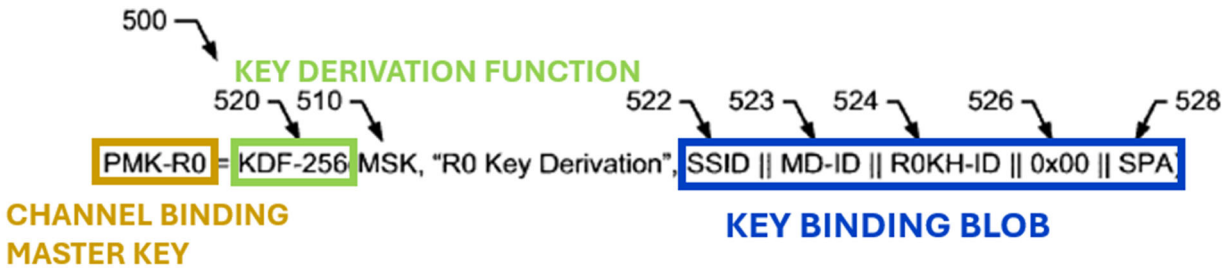 500
KEY DERIVATION FUNCTION
520 510 522 523 524 526 528
PMK-R0 = KDF-256 MSK, “R0 Key Derivation”, SSID || MD-ID || R0KH-ID || 0x00 || SPA)
CHANNEL BINDING
MASTER KEY
KEY BINDING BLOB